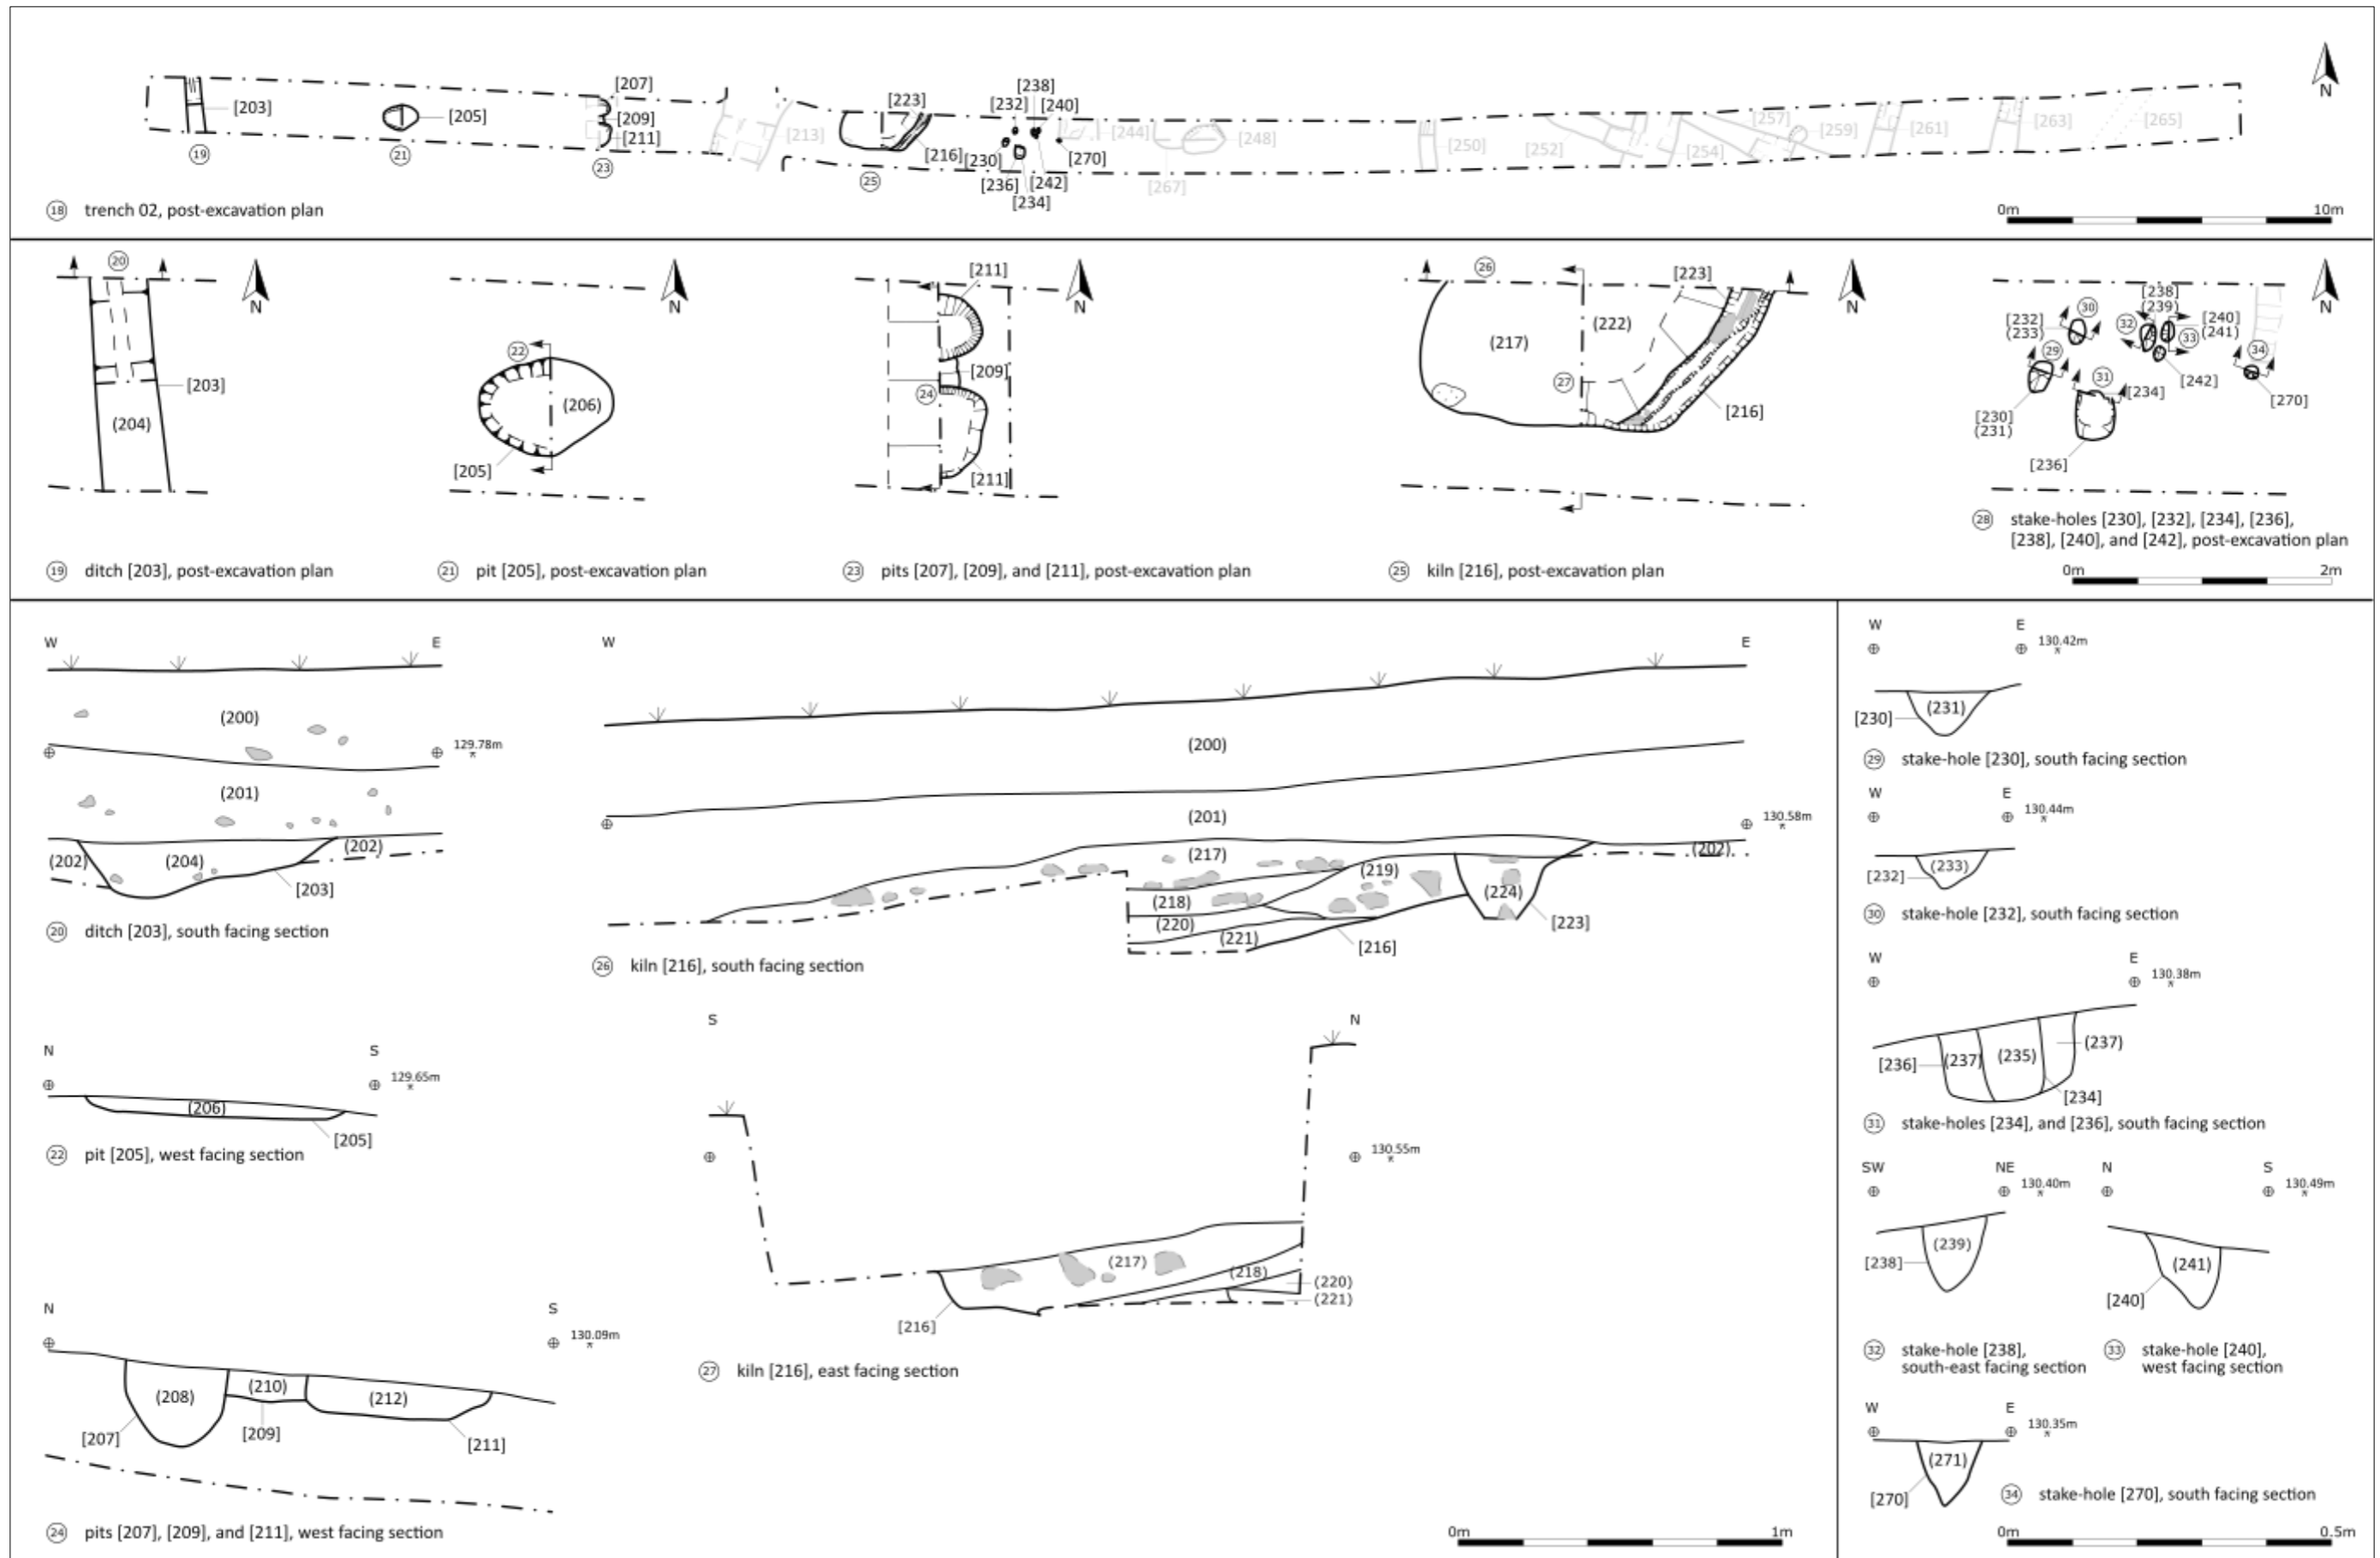 [203]
[205]
[207]
[209]
[211]
[213]
[223]
[216]
[232]
[238]
[240]
[230]
[236]
[242]
[234]
[270]
[244]
[248]
[267]
[250]
[252]
[254]
[257]
[259]
[261]
[263]
[265]
N
19
21
23
25
18 trench 02, post-excavation plan
0m 10m
20
N
[203]
(204)
19 ditch [203], post-excavation plan
N
22
(206)
[205]
21 pit [205], post-excavation plan
N
[211]
[209]
24
[211]
23 pits [207], [209], and [211], post-excavation plan
26
[223]
N
(222)
(217)
27
[216]
25 kiln [216], post-excavation plan
N
[238]
(239)
30
[232]
(233)
32
[240]
(241)
33
29
34
31
[234]
[242]
[270]
[230]
(231)
[236]
28 stake-holes [230], [232], [234], [236],
[238], [240], and [242], post-excavation plan
0m 2m
W E
(200)
129.78m
(201)
(202)
(204)
(202)
[203]
20 ditch [203], south facing section
W E
(200)
(201)
130.58m
(217)
(202)
(219)
(218)
(224)
(220)
(221)
[223]
[216]
26 kiln [216], south facing section
N S
129.65m
(206)
[205]
22 pit [205], west facing section
S N
130.55m
(217)
(218)
(220)
(221)
[216]
27 kiln [216], east facing section
N S
130.09m
(208)
(210)
(212)
[207]
[209]
[211]
24 pits [207], [209], and [211], west facing section
0m 1m
W E
130.42m
(231)
[230]
29 stake-hole [230], south facing section
W E
130.44m
(233)
[232]
30 stake-hole [232], south facing section
W E
130.38m
[236]
(237)
(235)
(237)
[234]
31 stake-holes [234], and [236], south facing section
SW NE
130.40m
(239)
[238]
32 stake-hole [238],
south-east facing section
N S
130.49m
(241)
[240]
33 stake-hole [240],
west facing section
W E
130.35m
(271)
[270]
34 stake-hole [270], south facing section
0m 0.5m